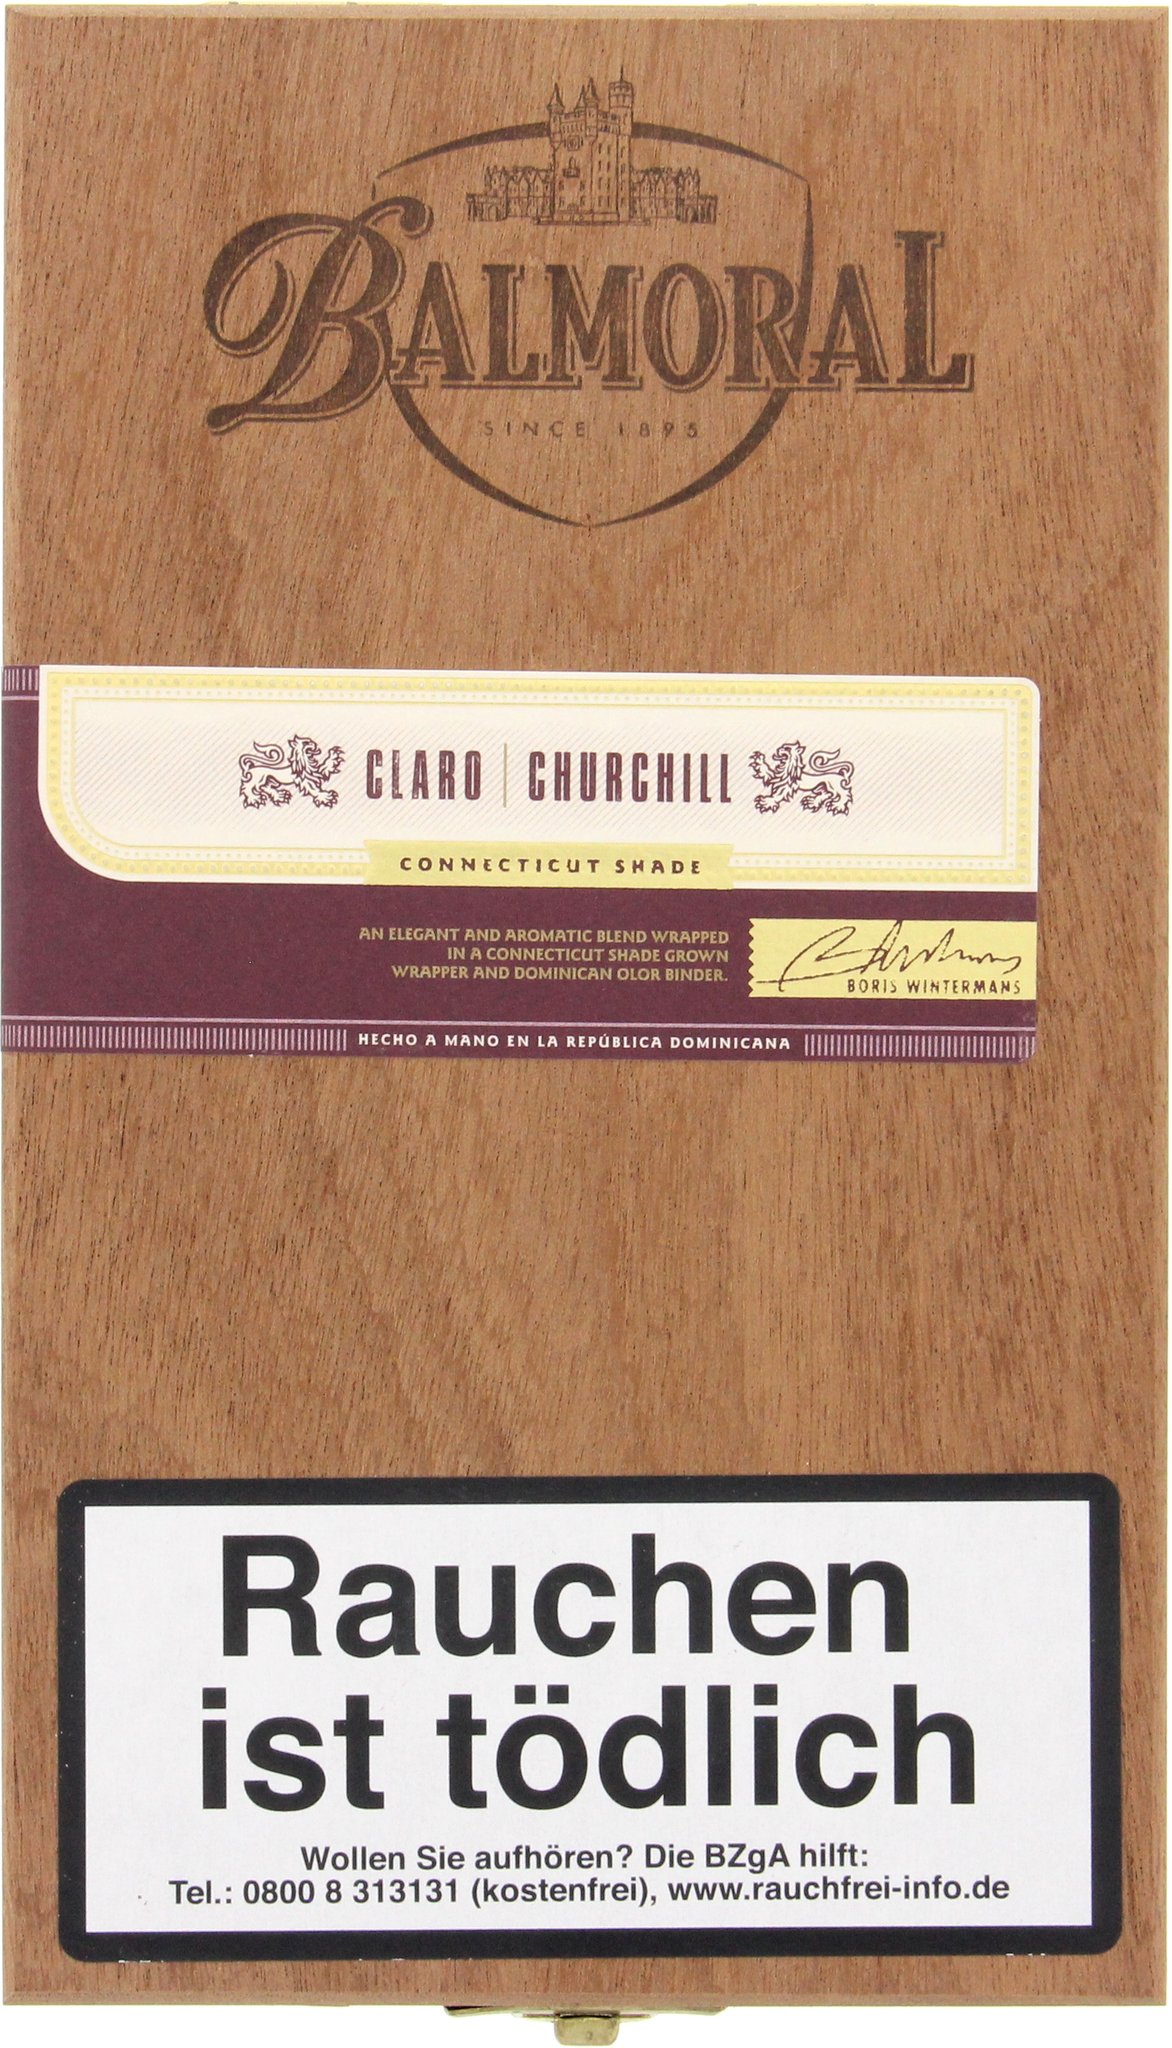 BALMORAL
SINCE 1895
CLARO | CHURCHILL
CONNECTICUT SHADE
AN ELEGANT AND AROMATIC BLEND WRAPPED
IN A CONNECTICUT SHADE GROWN
WRAPPER AND DOMINICAN OLOR BINDER.
BORIS WINTERMANS
HECHO A MANO EN LA REPÚBLICA DOMINICANA
Rauchen
ist tödlich
Wollen Sie aufhören? Die BZgA hilft:
Tel.: 0800 8 313131 (kostenfrei), www.rauchfrei-info.de